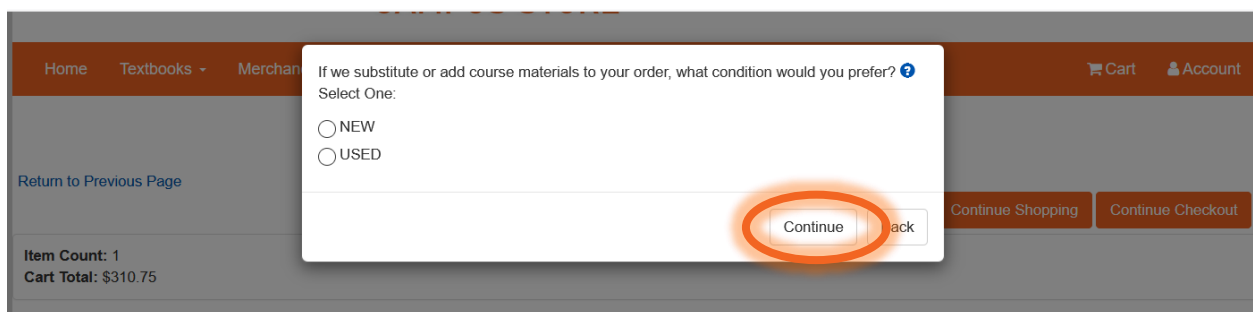 Home Textbooks Merchan
If we substitute or add course materials to your order, what condition would you prefer?
Select One:
NEW
USED
Cart Account
Return to Previous Page
Continue Back
Continue Shopping Continue Checkout
Item Count: 1
Cart Total: $310.75